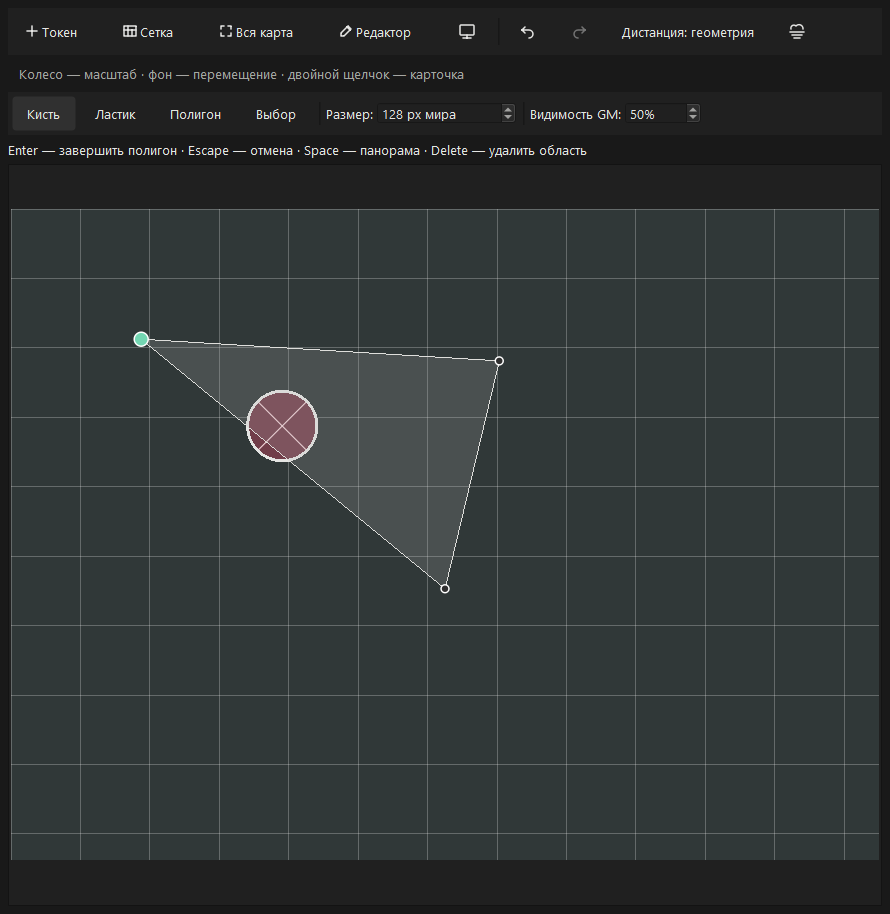 Токен Сетка Вся карта Редактор Дистанция: геометрия
Колесо — масштаб · фон — перемещение · двойной щелчок — карточка
Кисть Ластик Полигон Выбор Размер: 128 px мира Видимость GM: 50%
Enter — завершить полигон · Escape — отмена · Space — панорама · Delete — удалить область